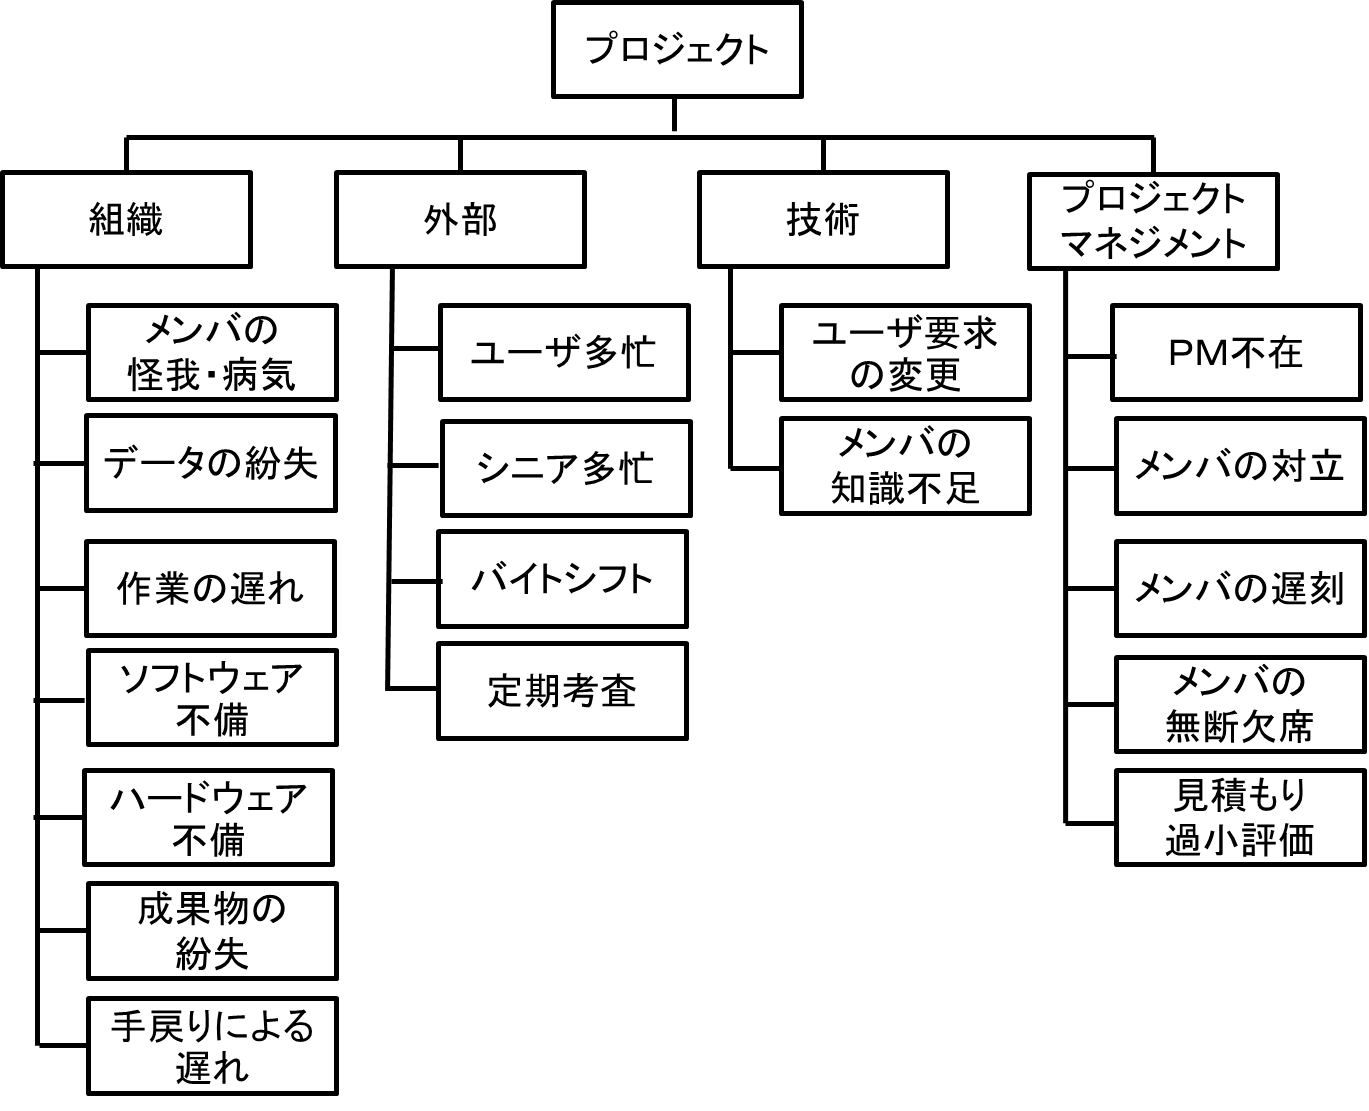 プロジェクト
組織
外部
技術
プロジェクト
マネジメント
メンバの
怪我・病気
データの紛失
作業の遅れ
ソフトウェア
不備
ハードウェア
不備
成果物の
紛失
手戻りによる
遅れ
ユーザ多忙
シニア多忙
バイトシフト
定期考査
ユーザ要求
の変更
メンバの
知識不足
ＰＭ不在
メンバの対立
メンバの遅刻
メンバの
無断欠席
見積もり
過小評価